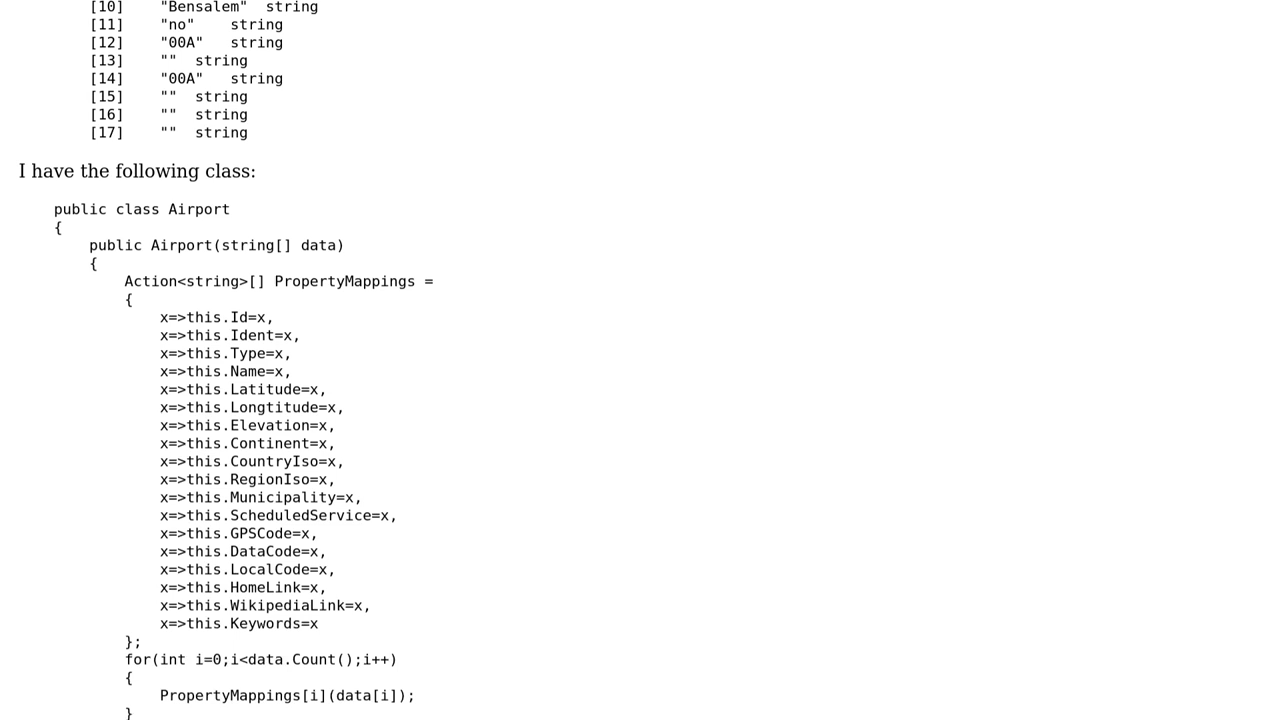 [10]    "Bensalem"  string
[11]    "no"    string
[12]    "00A"   string
[13]    ""  string
[14]    "00A"   string
[15]    ""  string
[16]    ""  string
[17]    ""  string
I have the following class:
public class Airport
{
    public Airport(string[] data)
    {
        Action<string>[] PropertyMappings =
        {
            x=>this.Id=x,
            x=>this.Ident=x,
            x=>this.Type=x,
            x=>this.Name=x,
            x=>this.Latitude=x,
            x=>this.Longtitude=x,
            x=>this.Elevation=x,
            x=>this.Continent=x,
            x=>this.CountryIso=x,
            x=>this.RegionIso=x,
            x=>this.Municipality=x,
            x=>this.ScheduledService=x,
            x=>this.GPSCode=x,
            x=>this.DataCode=x,
            x=>this.LocalCode=x,
            x=>this.HomeLink=x,
            x=>this.WikipediaLink=x,
            x=>this.Keywords=x
        };
        for(int i=0;i<data.Count();i++)
        {
            PropertyMappings[i](data[i]);
        }